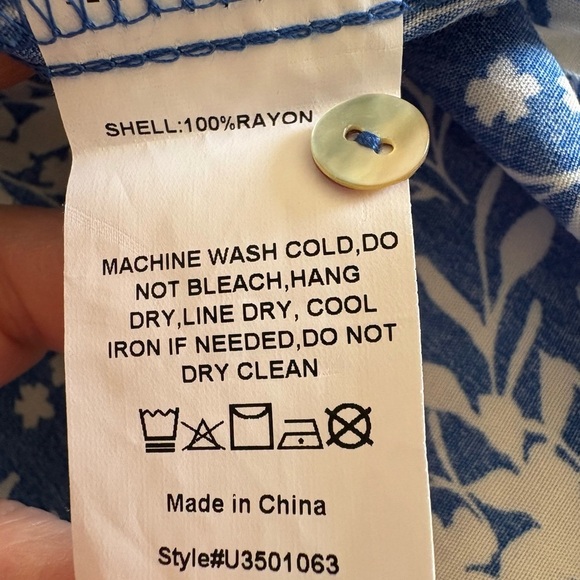 SHELL:100%RAYON
MACHINE WASH COLD,DO
NOT BLEACH,HANG
DRY,LINE DRY, COOL
IRON IF NEEDED,DO NOT
DRY CLEAN
Made in China
Style#U3501063